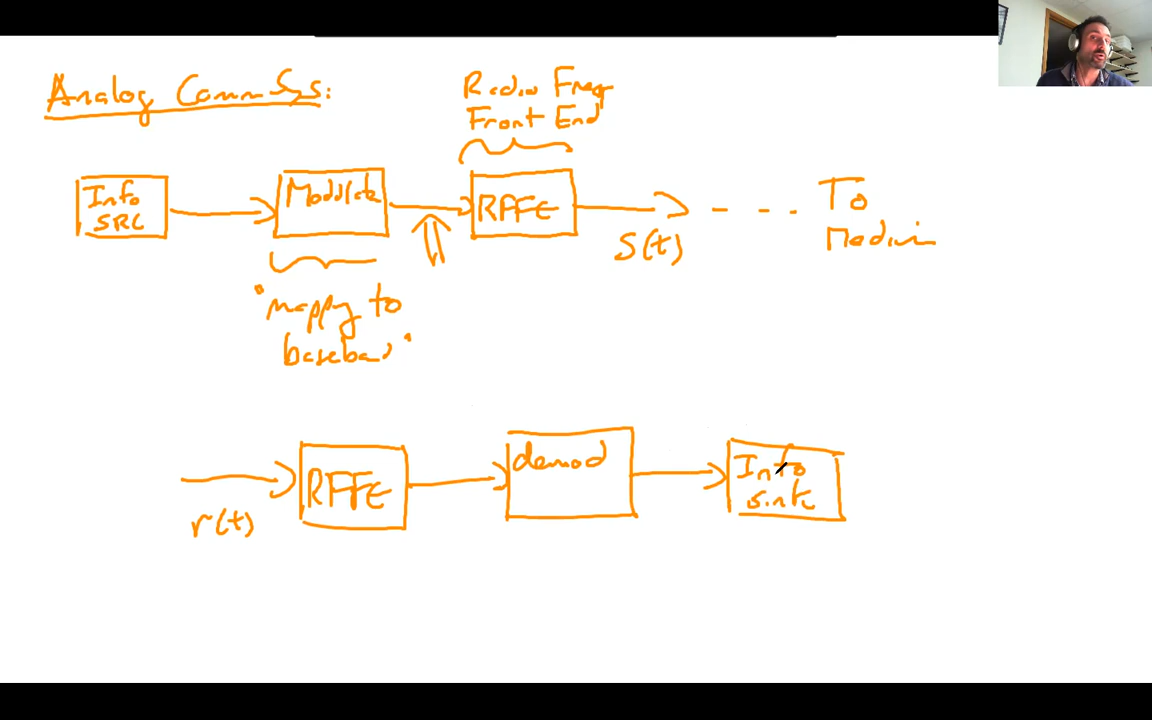 Analog Comm Sys:
Radio Freq
Front End
Info
SRC
Modulate
RFFE
S(t)
To
Medium
"mapping to
baseband"
r(t)
RFFE
demod
Info
sink